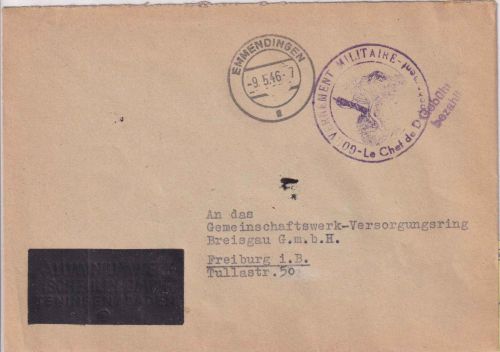 EMMENDINGEN
-9.5.46-7
a
GOUVERNEMENT MILITAIRE
Le Chef de
Gebühr
bezahlt
An das
Gemeinschaftswerk-Versorgungsring
Breisgau G.m.b.H.
Freiburg i.B.
Tullastr.50